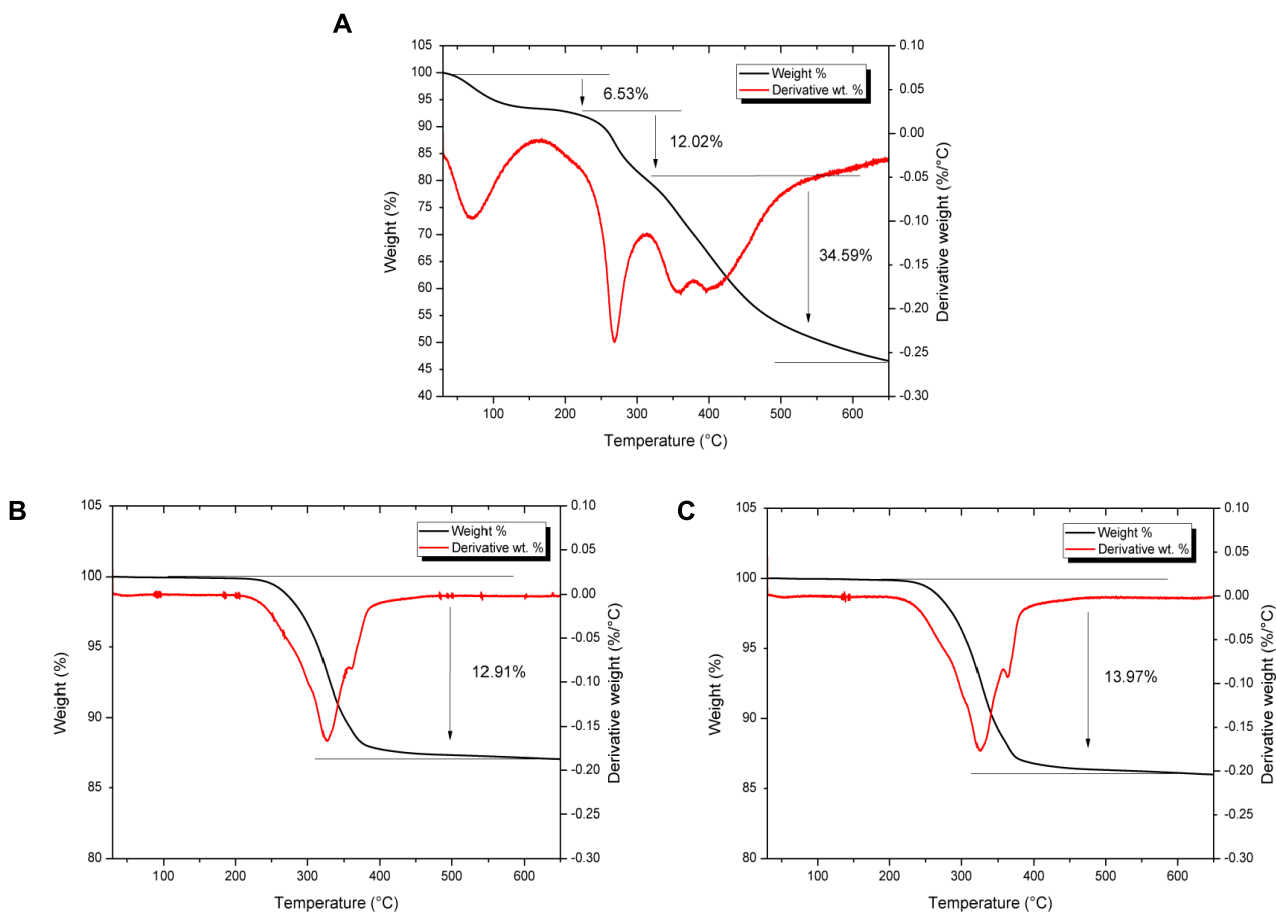 A
105
100
95
90
85
80
75
70
65
60
55
50
45
40
Weight (%)
0.10
0.05
0.00
-0.05
-0.10
-0.15
-0.20
-0.25
-0.30
Derivative weight (%/°C)
Weight %
Derivative wt. %
6.53%
12.02%
34.59%
100 200 300 400 500 600
Temperature (°C)
B
105
100
95
90
85
80
Weight (%)
0.10
0.05
0.00
-0.05
-0.10
-0.15
-0.20
-0.25
-0.30
Derivative weight (%/°C)
Weight %
Derivative wt. %
12.91%
100 200 300 400 500 600
Temperature (°C)
C
105
100
95
90
85
80
Weight (%)
0.10
0.05
0.00
-0.05
-0.10
-0.15
-0.20
-0.25
-0.30
Derivative weight (%/°C)
Weight %
Derivative wt. %
13.97%
100 200 300 400 500 600
Temperature (°C)